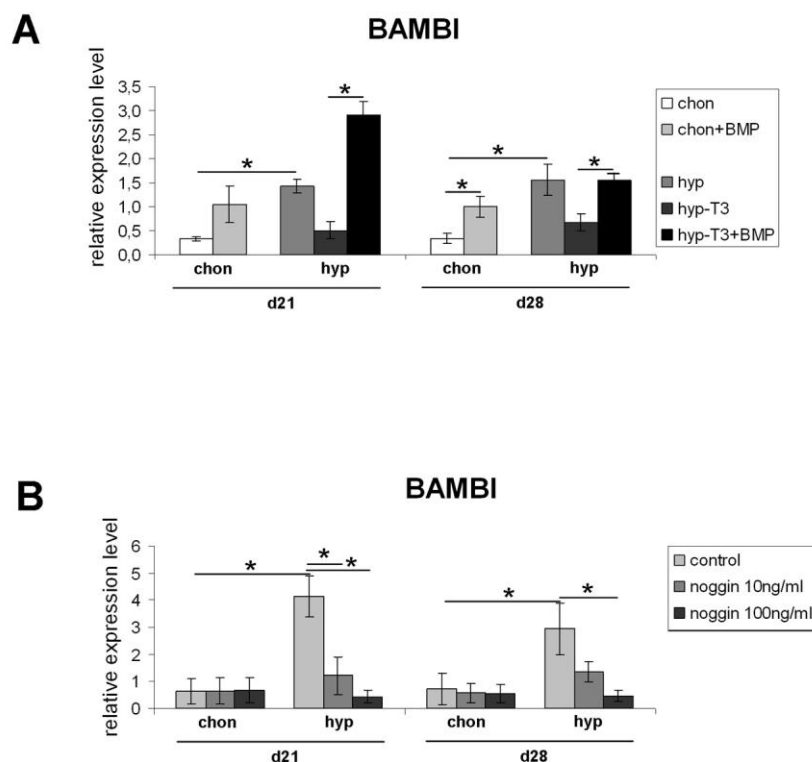 A
BAMBI
relative expression level
3,5
3,0
2,5
2,0
1,5
1,0
0,5
0,0
* * * * *
chon hyp chon hyp
d21 d28
chon
chon+BMP
hyp
hyp-T3
hyp-T3+BMP
B
BAMBI
relative expression level
6
5
4
3
2
1
0
* * * * *
chon hyp chon hyp
d21 d28
control
noggin 10ng/ml
noggin 100ng/ml